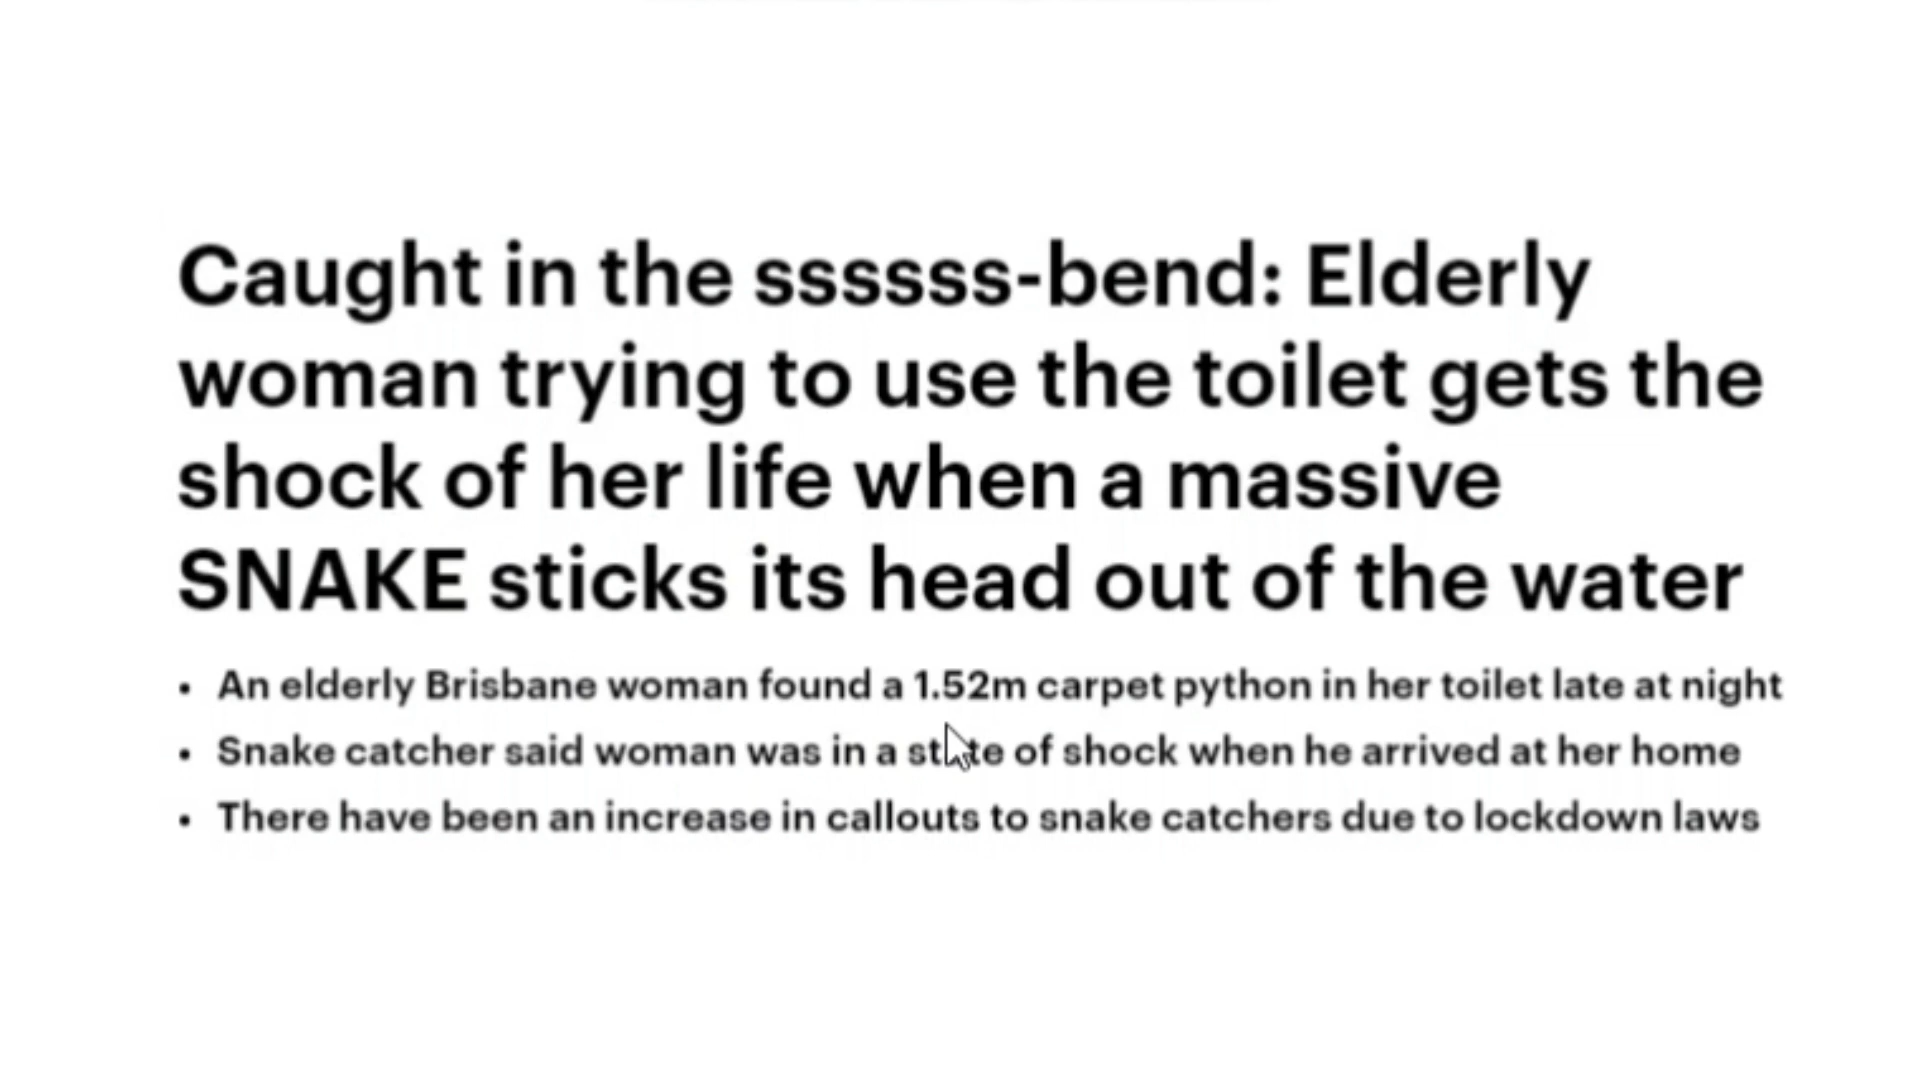 Caught in the ssssss-bend: Elderly
woman trying to use the toilet gets the
shock of her life when a massive
SNAKE sticks its head out of the water
• An elderly Brisbane woman found a 1.52m carpet python in her toilet late at night
• Snake catcher said woman was in a state of shock when he arrived at her home
• There have been an increase in callouts to snake catchers due to lockdown laws